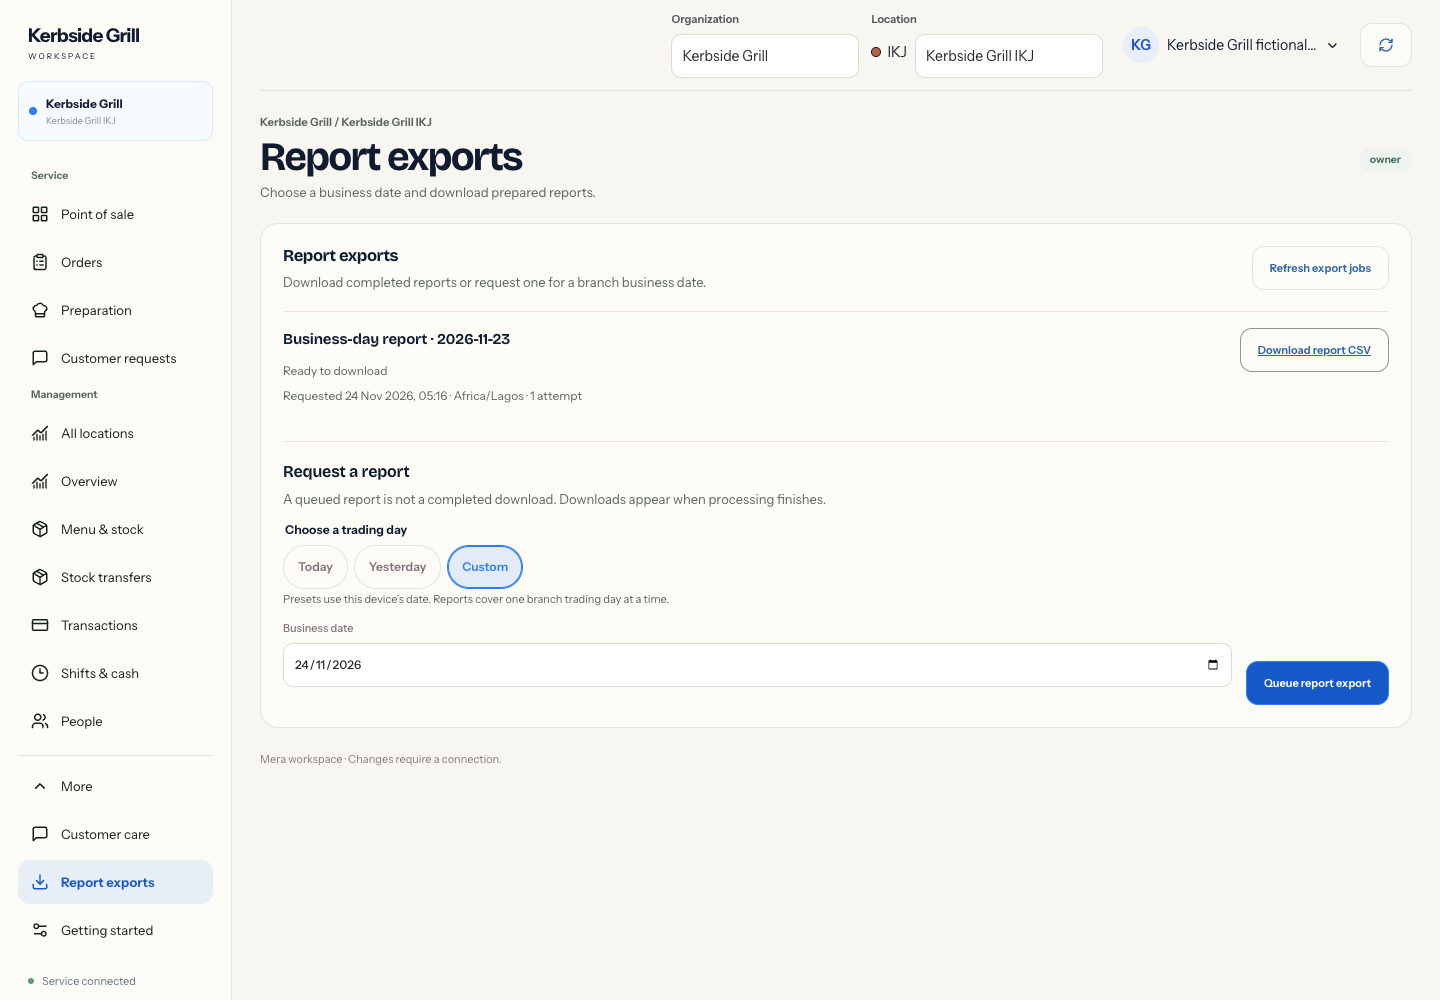 Kerbside Grill
WORKSPACE
Kerbside Grill
Kerbside Grill IKJ
Service
Point of sale
Orders
Preparation
Customer requests
Management
All locations
Overview
Menu & stock
Stock transfers
Transactions
Shifts & cash
People
More
Customer care
Report exports
Getting started
Service connected
Organization
Kerbside Grill
Location
IKJ
Kerbside Grill IKJ
KG
Kerbside Grill fictional...
Kerbside Grill / Kerbside Grill IKJ
Report exports
owner
Choose a business date and download prepared reports.
Report exports
Download completed reports or request one for a branch business date.
Refresh export jobs
Business-day report · 2026-11-23
Ready to download
Requested 24 Nov 2026, 05:16 · Africa/Lagos · 1 attempt
Download report CSV
Request a report
A queued report is not a completed download. Downloads appear when processing finishes.
Choose a trading day
Today
Yesterday
Custom
Presets use this device's date. Reports cover one branch trading day at a time.
Business date
24/11/2026
Queue report export
Mera workspace · Changes require a connection.